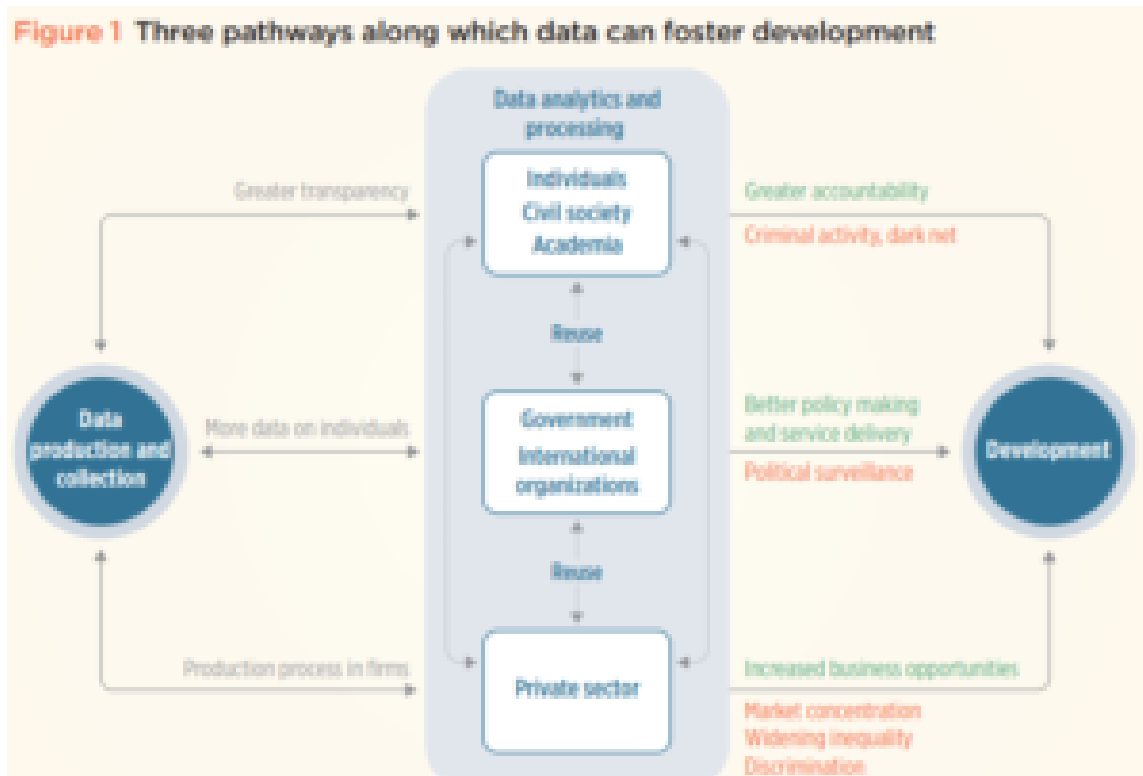 Figure 1 Three pathways along which data can foster development
Data analytics and
processing
Greater transparency
Individuals
Civil society
Academia
Greater accountability
Criminal activity, dark net
Reuse
Data
production and
collection
More data on individuals
Government
International
organizations
Better policy making
and service delivery
Political surveillance
Development
Reuse
Production process in firms
Private sector
Increased business opportunities
Market concentration
Widening inequality
Discrimination